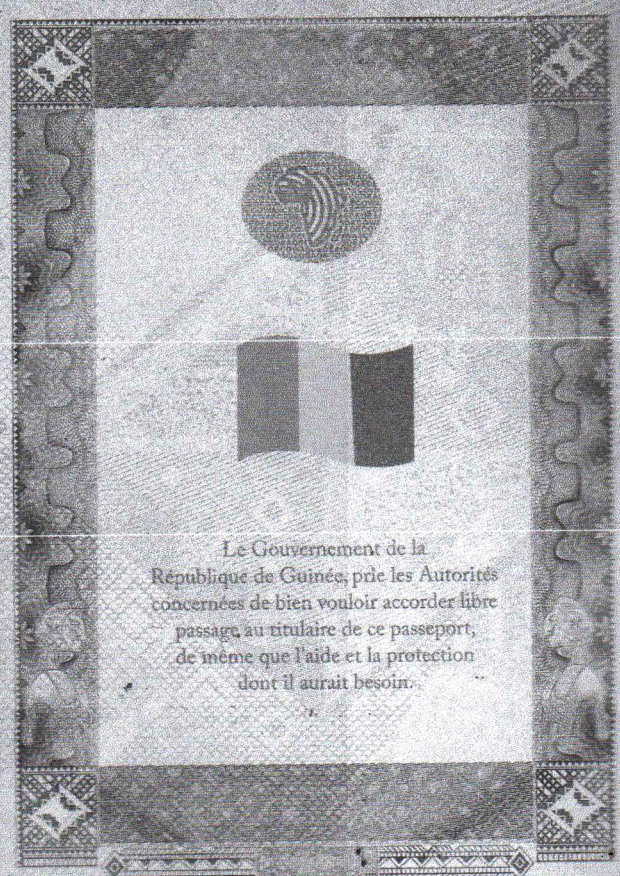 Le Gouvernement de la
République de Guinée, prie les Autorités
concernées de bien vouloir accorder libre
passage au titulaire de ce passeport,
de même que l'aide et la protection
dont il aurait besoin.